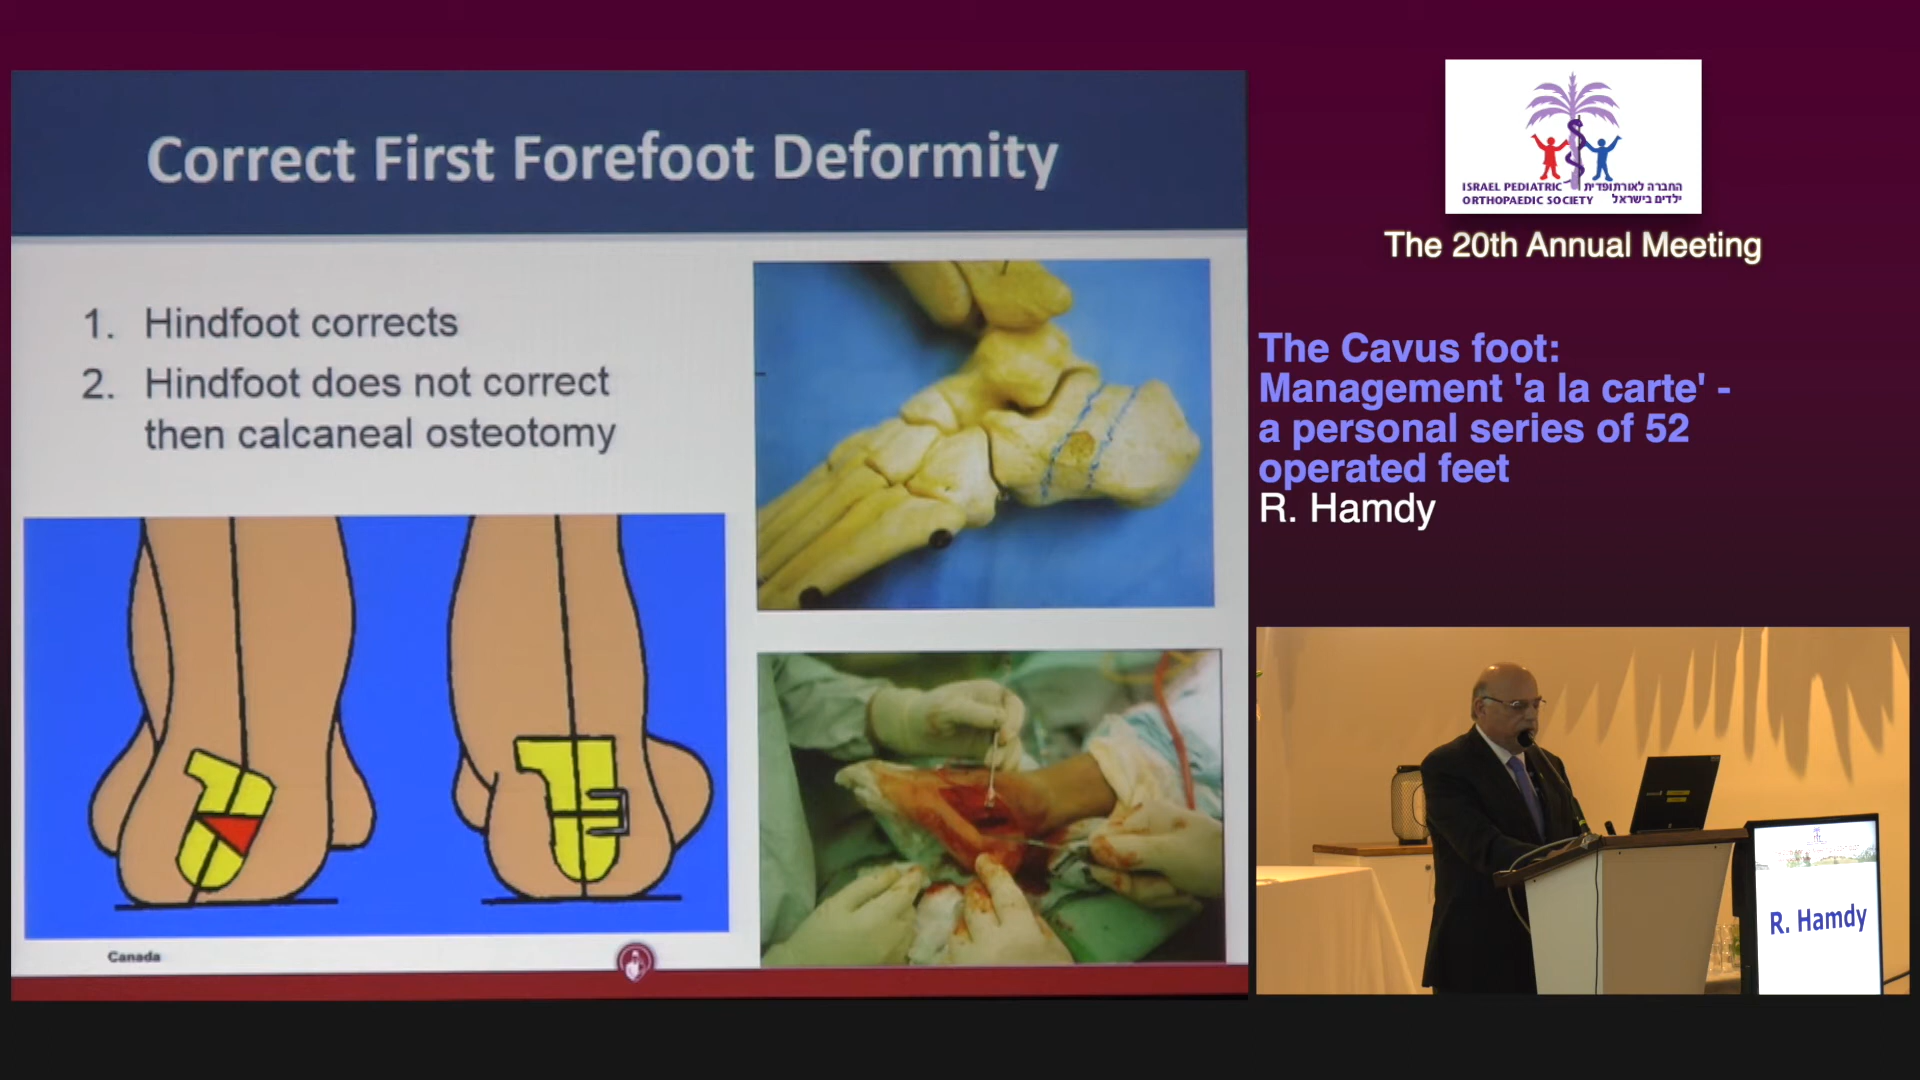 Correct First Forefoot Deformity
1. Hindfoot corrects
2. Hindfoot does not correct
then calcaneal osteotomy
Canada
ISRAEL PEDIATRIC החברה לאורתופדית
ORTHOPAEDIC SOCIETY ילדים בישראל
The 20th Annual Meeting
The Cavus foot:
Management 'a la carte' -
a personal series of 52
operated feet
R. Hamdy
R. Hamdy